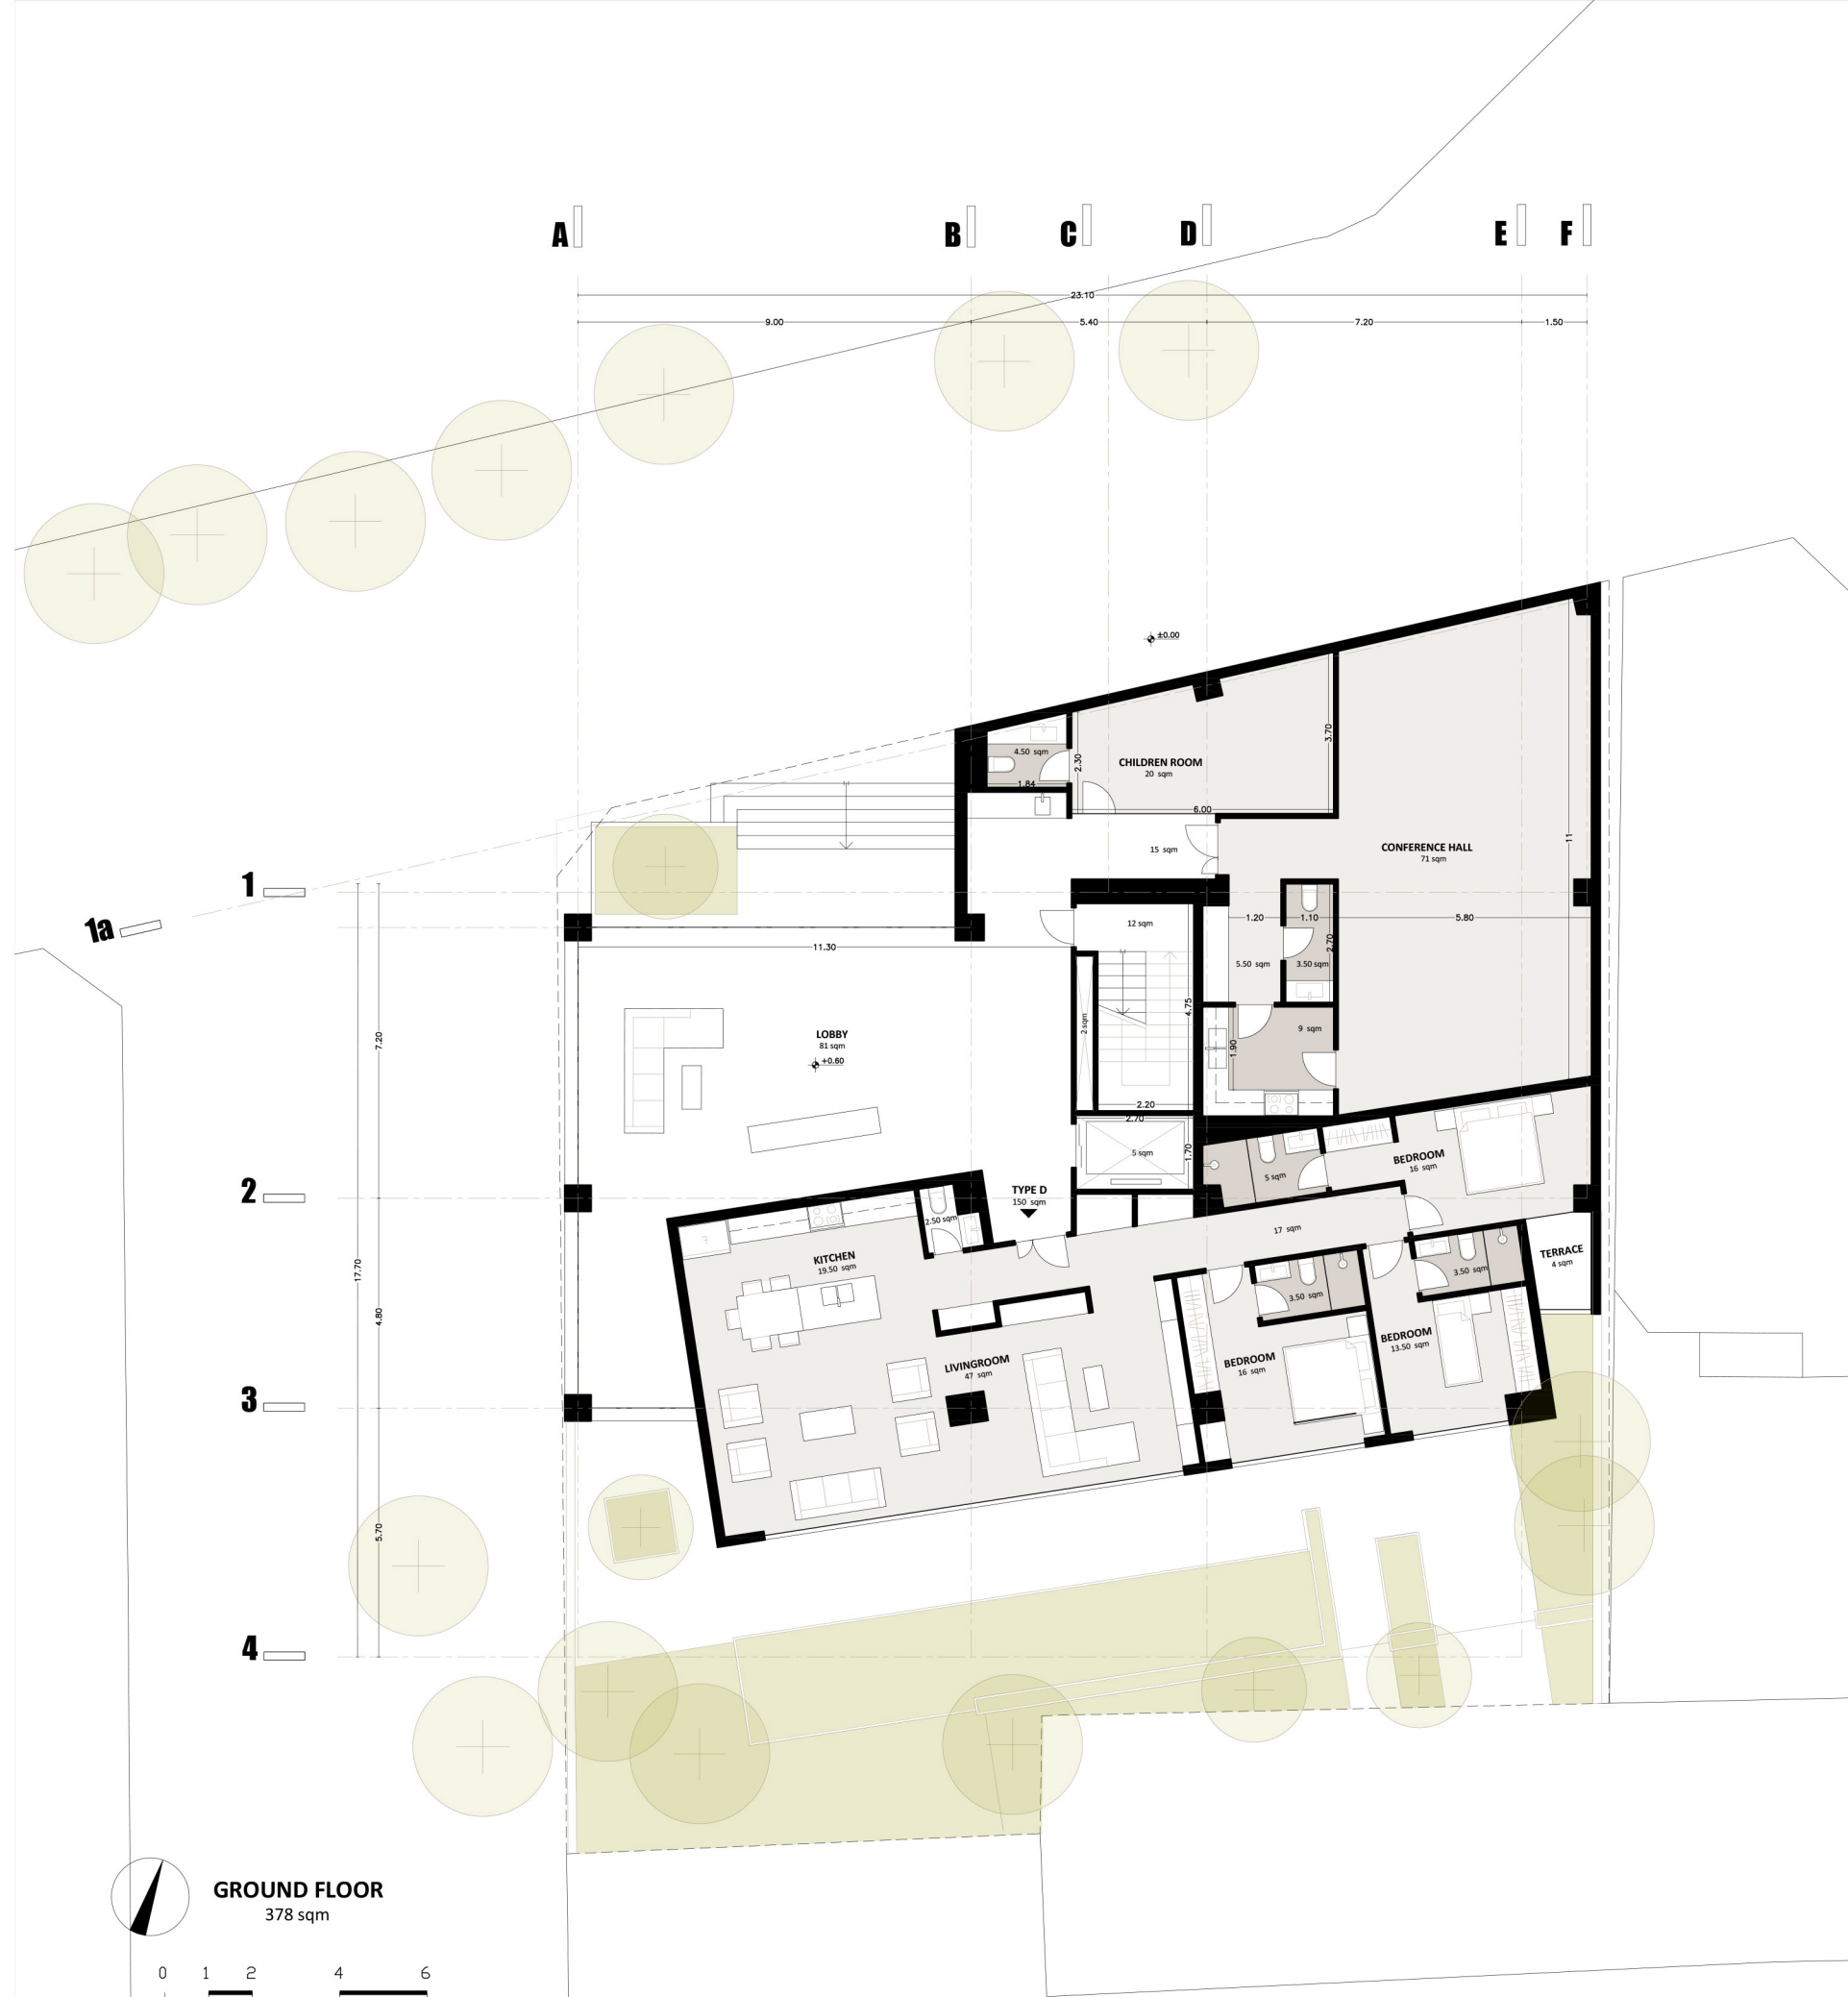 A B C D E F
23.10
9.00 5.40 7.20 1.50
±0.00
4.50 sqm
1.84
2.30
CHILDREN ROOM
20 sqm
3.70
6.00
15 sqm
CONFERENCE HALL
71 sqm
11
1
1a
12 sqm
1.20 1.10 5.80
11.30
2.70
5.50 sqm 3.50 sqm
4.75
2 sqm
LOBBY
81 sqm
+0.60
7.20
9 sqm
1.90
2.20
2.70
5 sqm
1.70
5 sqm
BEDROOM
16 sqm
2
TYPE D
150 sqm
2.50 sqm
17 sqm
KITCHEN
19.50 sqm
TERRACE
4 sqm
3.50 sqm
3.50 sqm
17.70
4.80
LIVINGROOM
47 sqm
BEDROOM
16 sqm
BEDROOM
13.50 sqm
3
5.70
4
GROUND FLOOR
378 sqm
0 1 2 4 6